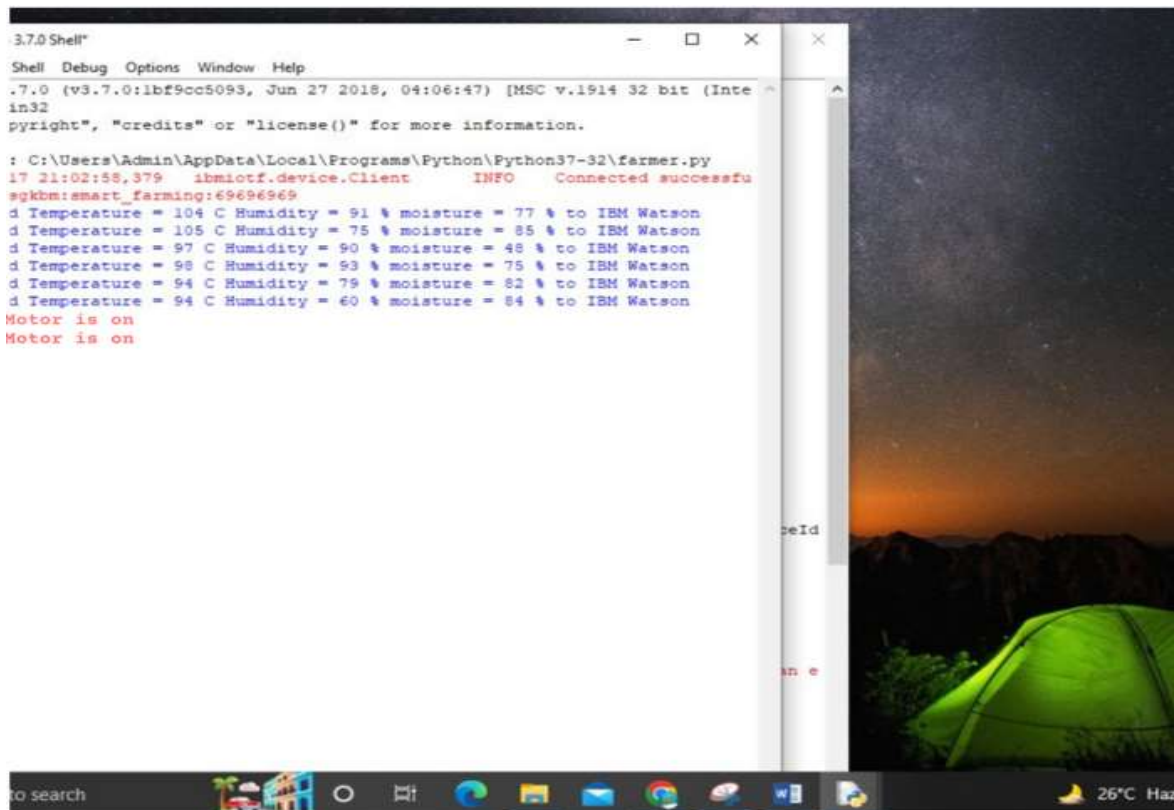 3.7.0 Shell*
Shell Debug Options Window Help
.7.0 (v3.7.0:1bf9cc5093, Jun 27 2018, 04:06:47) [MSC v.1914 32 bit (Inte
in32
pyright", "credits" or "license()" for more information.
: C:\Users\Admin\AppData\Local\Programs\Python\Python37-32\farmer.py
17 21:02:58,379 ibmiotf.device.Client INFO Connected successfu
sgkbm:smart_farming:69696969
d Temperature = 104 C Humidity = 91 % moisture = 77 % to IBM Watson
d Temperature = 105 C Humidity = 75 % moisture = 85 % to IBM Watson
d Temperature = 97 C Humidity = 90 % moisture = 48 % to IBM Watson
d Temperature = 98 C Humidity = 93 % moisture = 75 % to IBM Watson
d Temperature = 94 C Humidity = 79 % moisture = 82 % to IBM Watson
d Temperature = 94 C Humidity = 60 % moisture = 84 % to IBM Watson
Motor is on
Motor is on
ceId
an e
to search
26°C Haz